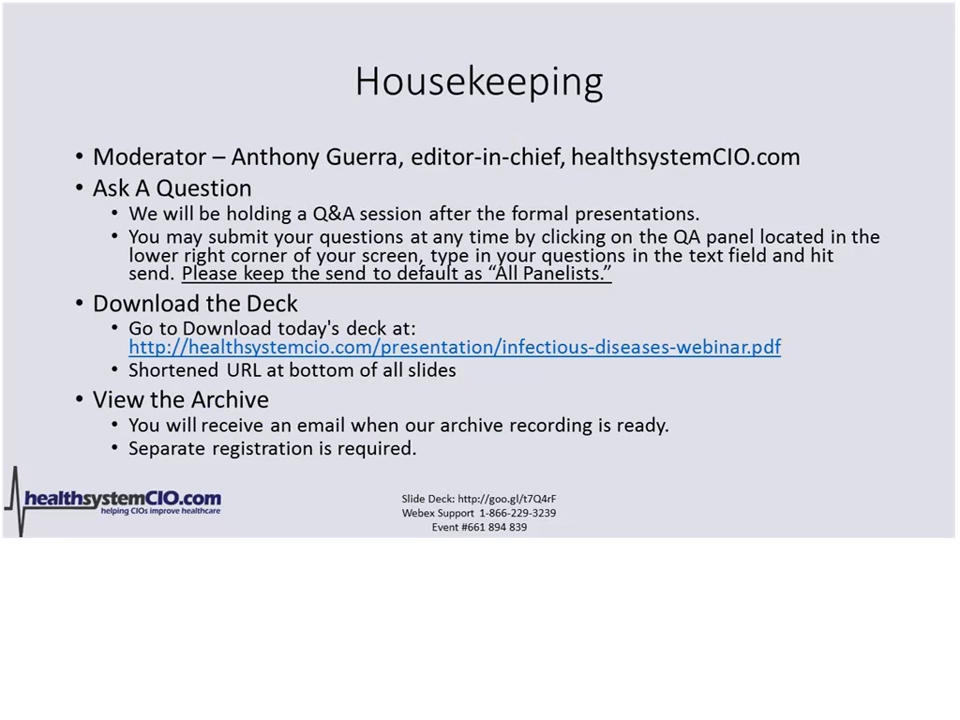 Housekeeping
• Moderator – Anthony Guerra, editor-in-chief, healthsystemCIO.com
• Ask A Question
• We will be holding a Q&A session after the formal presentations.
• You may submit your questions at any time by clicking on the QA panel located in the
lower right corner of your screen, type in your questions in the text field and hit
send. Please keep the send to default as “All Panelists.”
• Download the Deck
• Go to Download today's deck at:
http://healthsystemcio.com/presentation/infectious-diseases-webinar.pdf
• Shortened URL at bottom of all slides
• View the Archive
• You will receive an email when our archive recording is ready.
• Separate registration is required.
healthsystemCIO.com
helping CIOs improve healthcare
Slide Deck: http://goo.gl/t7Q4rF
Webex Support 1-866-229-3239
Event #661 894 839